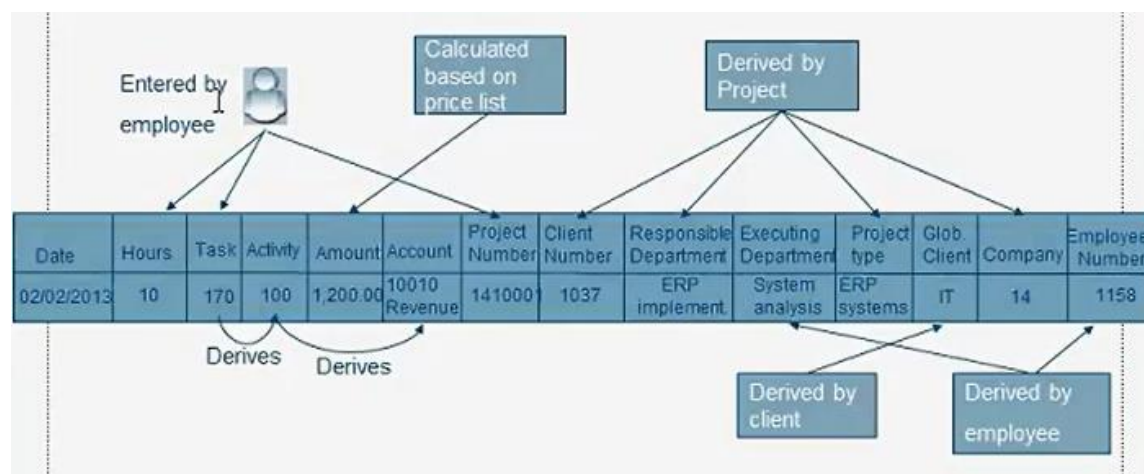 Entered by
employee
Calculated
based on
price list
Derived by
Project
Date Hours Task Activity Amount Account Project Number Client Number Responsible Department Executing Department Project type Glob. Client Company Employee Number
02/02/2013 10 170 100 1,200.00 10010 Revenue 1410001 1037 ERP implement. System analysis ERP systems IT 14 1158
Derives
Derives
Derived by
client
Derived by
employee